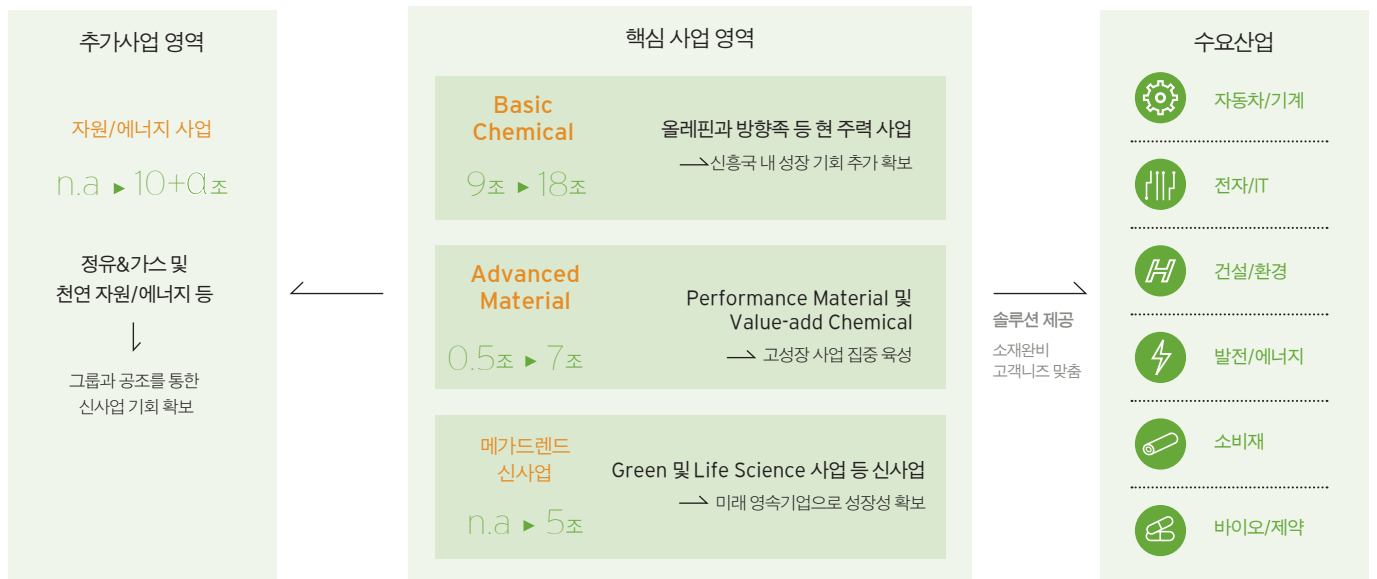 추가사업 영역
자원/에너지 사업
n.a ▶ 10+α조
정유&가스 및
천연 자원/에너지 등
그룹과 공조를 통한
신사업 기회 확보
핵심 사업 영역
Basic
Chemical
9조 ▶ 18조
올레핀과 방향족 등 현 주력 사업
신흥국 내 성장 기회 추가 확보
Advanced
Material
0.5조 ▶ 7조
Performance Material 및
Value-add Chemical
고성장 사업 집중 육성
메가드렌드
신사업
n.a ▶ 5조
Green 및 Life Science 사업 등 신사업
미래 영속기업으로 성장성 확보
솔루션 제공
소재완비
고객니즈 맞춤
수요산업
자동차/기계
전자/IT
건설/환경
발전/에너지
소비재
바이오/제약